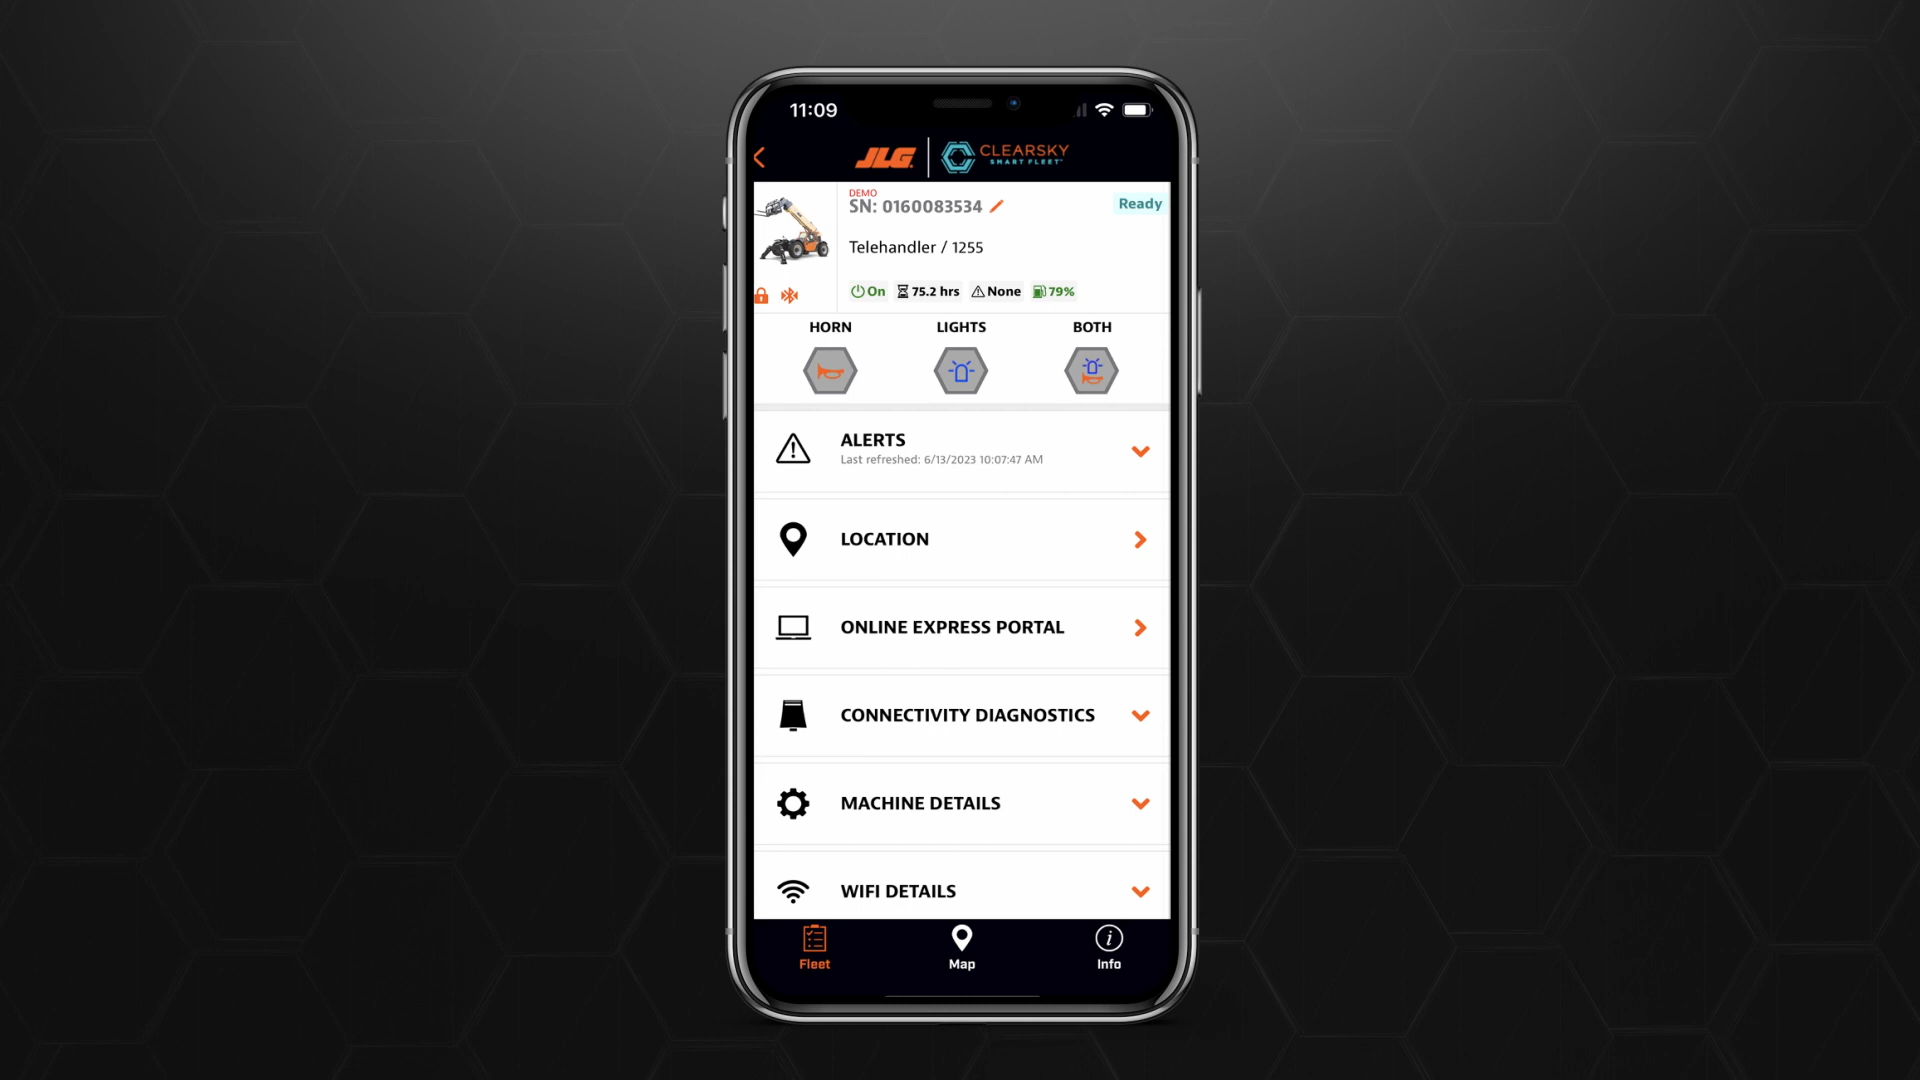 11:09
JLG
CLEARSKY
SMART FLEET
DEMO
SN: 0160083534
Ready
Telehandler / 1255
On 75.2 hrs None 79%
HORN LIGHTS BOTH
ALERTS
Last refreshed: 6/13/2023 10:07:47 AM
LOCATION
ONLINE EXPRESS PORTAL
CONNECTIVITY DIAGNOSTICS
MACHINE DETAILS
WIFI DETAILS
Fleet Map Info